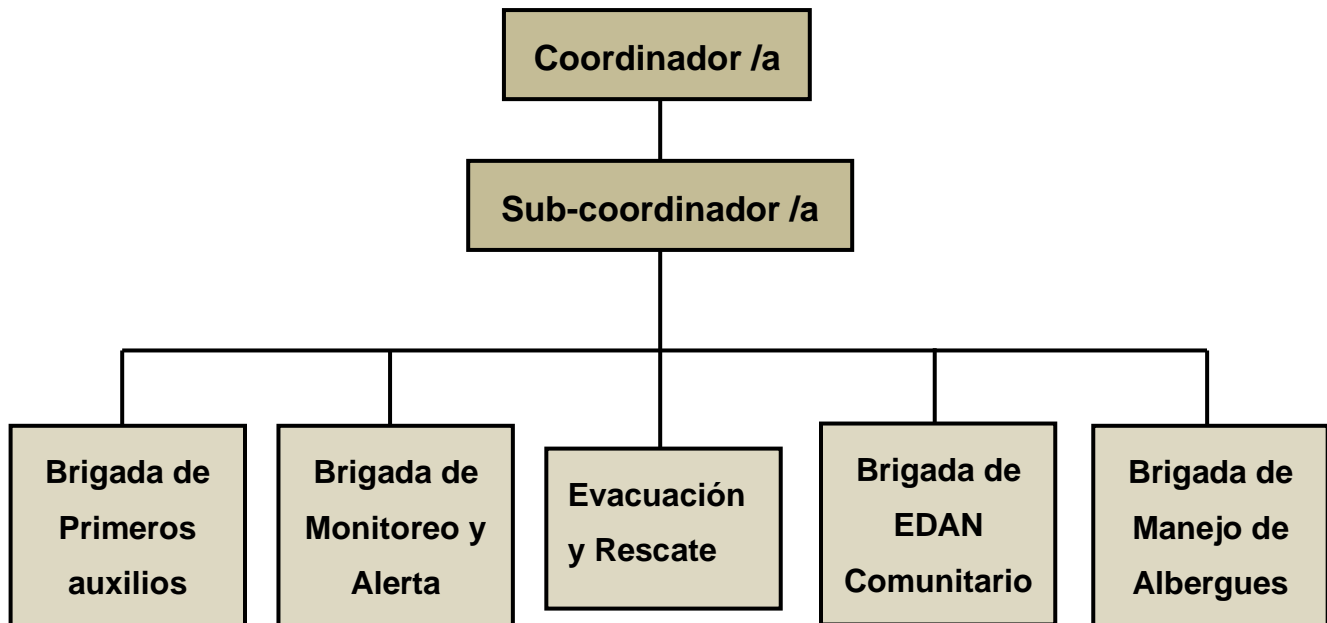 Coordinador /a
Sub-coordinador /a
Brigada de
Primeros
auxilios
Brigada de
Monitoreo y
Alerta
Evacuación
y Rescate
Brigada de
EDAN
Comunitario
Brigada de
Manejo de
Albergues